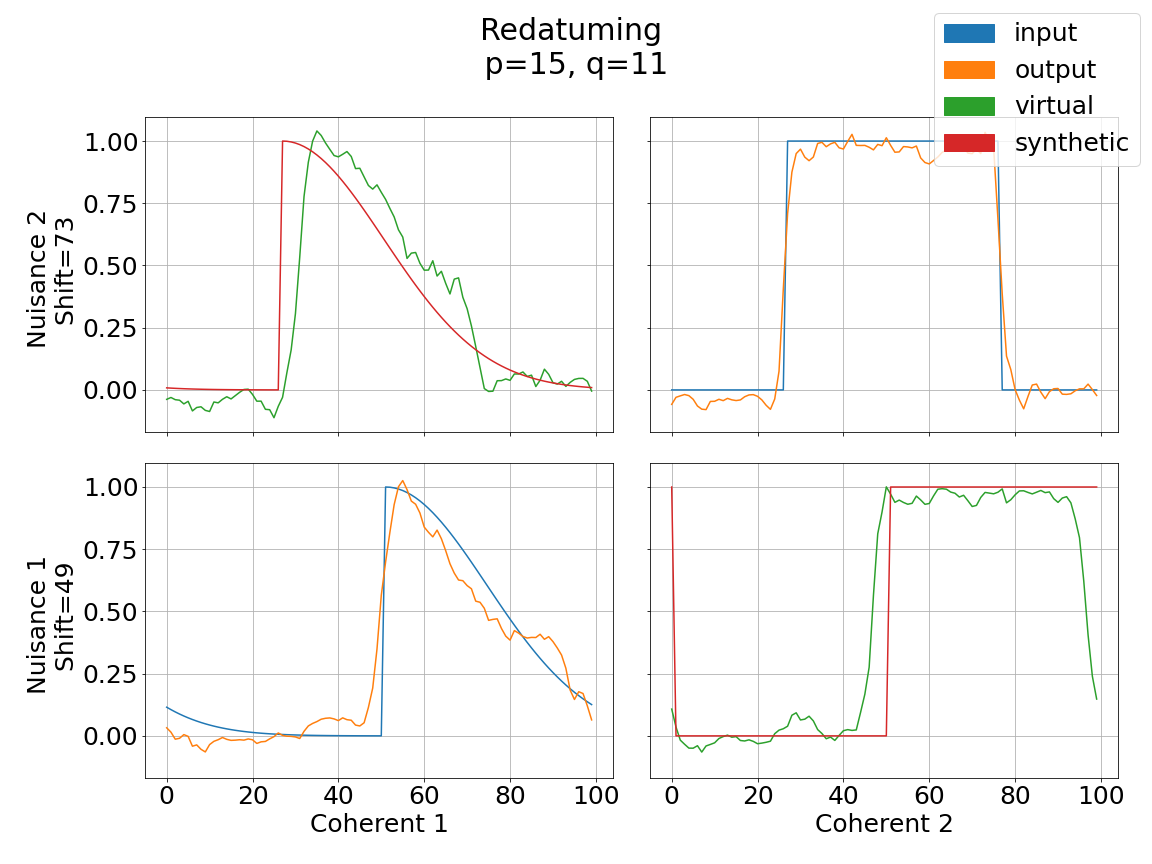 Redatuming
p=15, q=11
input
output
virtual
synthetic
Nuisance 2
Shift=73
1.00
0.75
0.50
0.25
0.00
Nuisance 1
Shift=49
1.00
0.75
0.50
0.25
0.00
0 20 40 60 80 100
0 20 40 60 80 100
Coherent 1
Coherent 2